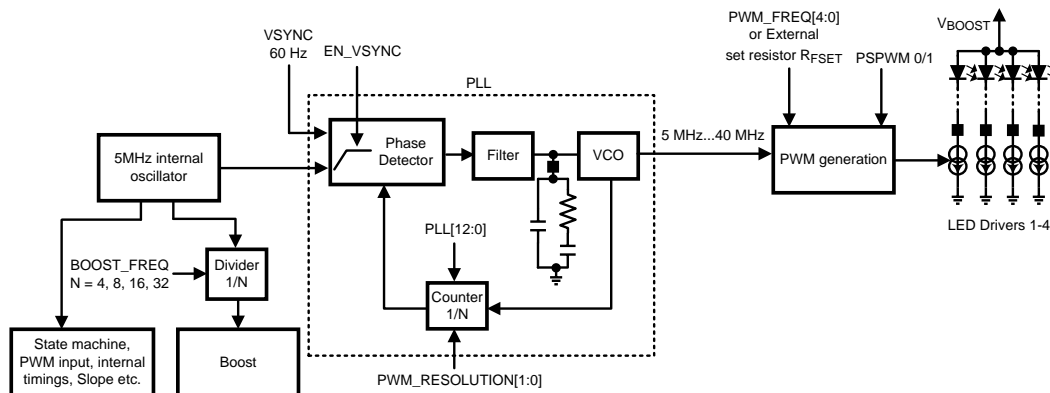 VSYNC
60 Hz
EN_VSYNC
PWM_FREQ[4:0]
or External
set resistor RFSET
PSPWM 0/1
VBOOST
PLL
5MHz internal
oscillator
Phase
Detector
Filter
VCO
5 MHz...40 MHz
PWM generation
LED Drivers 1-4
PLL[12:0]
BOOST_FREQ
N = 4, 8, 16, 32
Divider
1/N
Counter
1/N
State machine,
PWM input, internal
timings, Slope etc.
Boost
PWM_RESOLUTION[1:0]